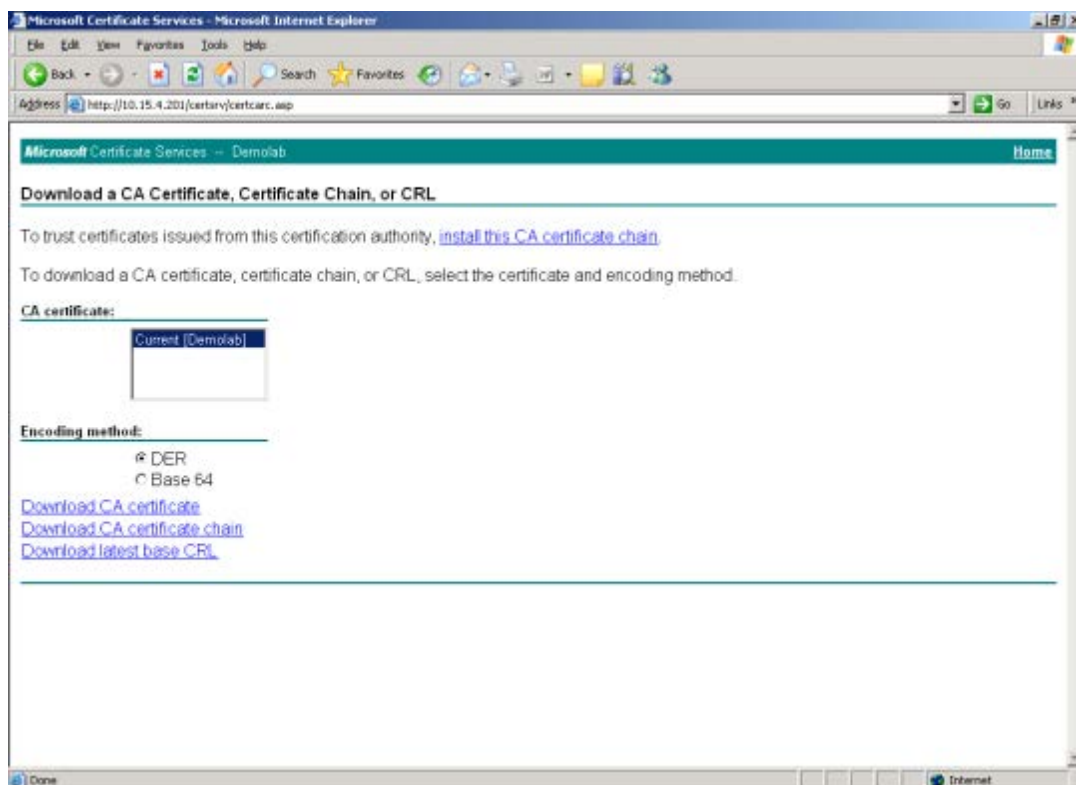 Microsoft Certificate Services - Microsoft Internet Explorer
File Edit View Favorites Tools Help
Back Search Favorites
Address http://10.15.4.201/certsrv/certcarc.asp Go Links »
Microsoft Certificate Services -- Demolab Home
Download a CA Certificate, Certificate Chain, or CRL
To trust certificates issued from this certification authority, install this CA certificate chain.
To download a CA certificate, certificate chain, or CRL, select the certificate and encoding method.
CA certificate:
Current [Demolab]
Encoding method:
DER
Base 64
Download CA certificate
Download CA certificate chain
Download latest base CRL
Done Internet